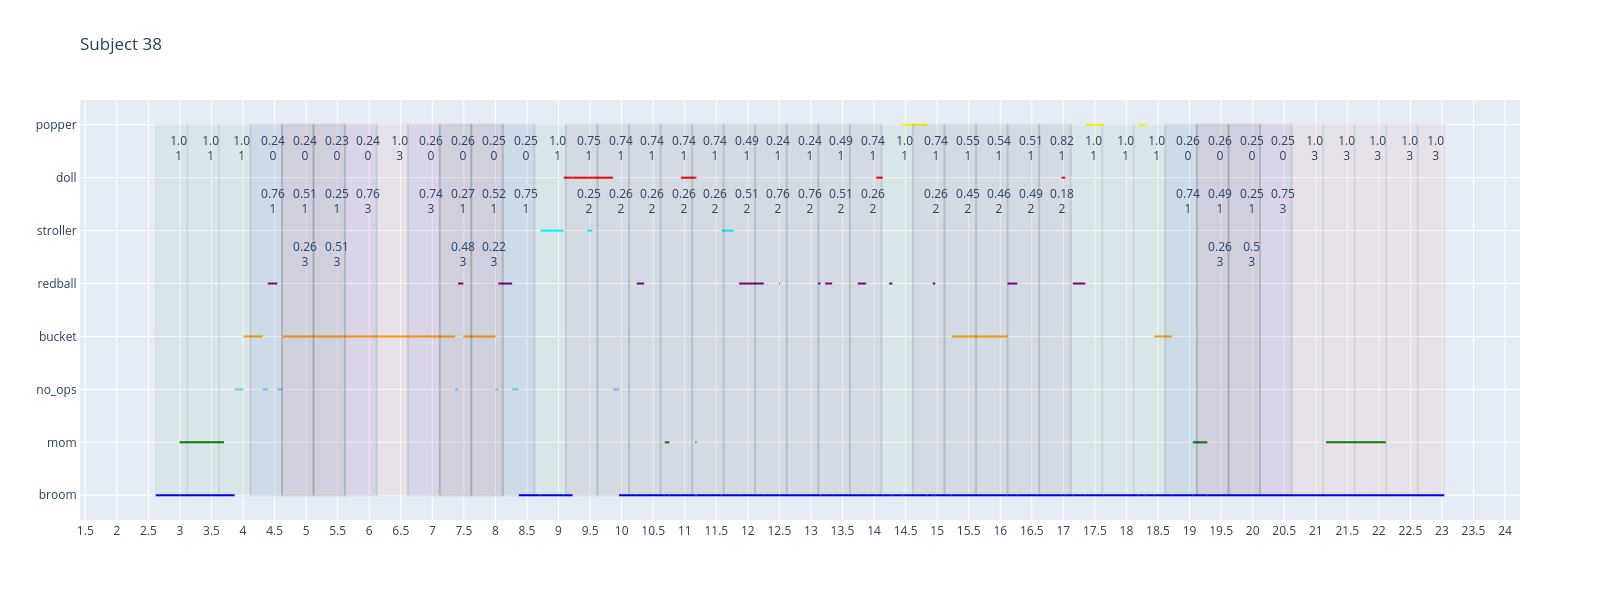 Subject 38
popper
1.0 1.0 1.0 0.24 0.24 0.23 0.24 1.0 0.26 0.26 0.25 0.25 1.0 0.75 0.74 0.74 0.74 0.74 0.49 0.24 0.24 0.49 0.74 1.0 0.74 0.55 0.54 0.51 0.82 1.0 1.0 1.0 0.26 0.26 0.25 0.25 1.0 1.0 1.0 1.0 1.0
1 1 1 0 0 0 0 3 0 0 0 0 1 1 1 1 1 1 1 1 1 1 1 1 1 1 1 1 1 1 1 1 0 0 0 0 3 3 3 3 3
doll
0.76 0.51 0.25 0.76 0.74 0.27 0.52 0.75 0.25 0.26 0.26 0.26 0.26 0.51 0.76 0.76 0.51 0.26 0.26 0.45 0.46 0.49 0.18 0.74 0.49 0.25 0.75
1 1 1 3 3 1 1 1 2 2 2 2 2 2 2 2 2 2 2 2 2 2 2 1 1 1 3
stroller
0.26 0.51 0.48 0.22 0.26 0.5
3 3 3 3 3 3
redball
bucket
no_ops
mom
broom
1.5 2 2.5 3 3.5 4 4.5 5 5.5 6 6.5 7 7.5 8 8.5 9 9.5 10 10.5 11 11.5 12 12.5 13 13.5 14 14.5 15 15.5 16 16.5 17 17.5 18 18.5 19 19.5 20 20.5 21 21.5 22 22.5 23 23.5 24